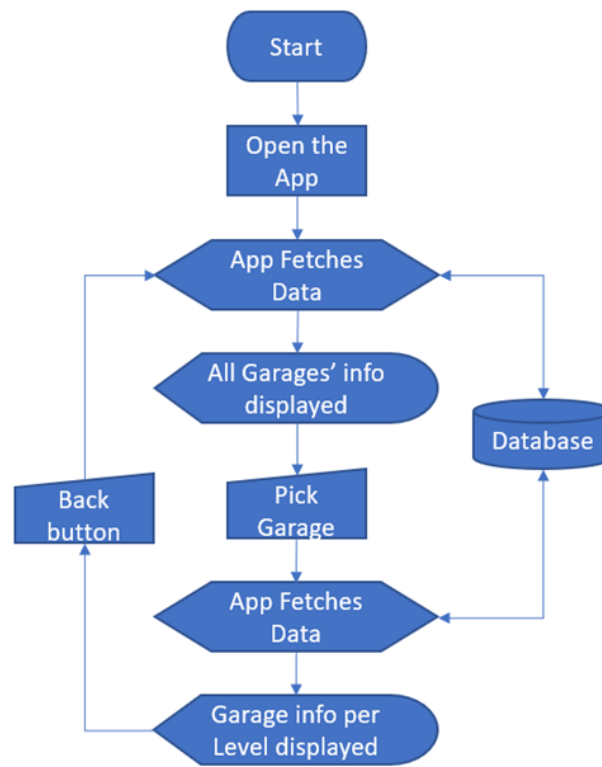 Start
Open the
App
App Fetches
Data
All Garages’ info
displayed
Database
Back
button
Pick
Garage
App Fetches
Data
Garage info per
Level displayed